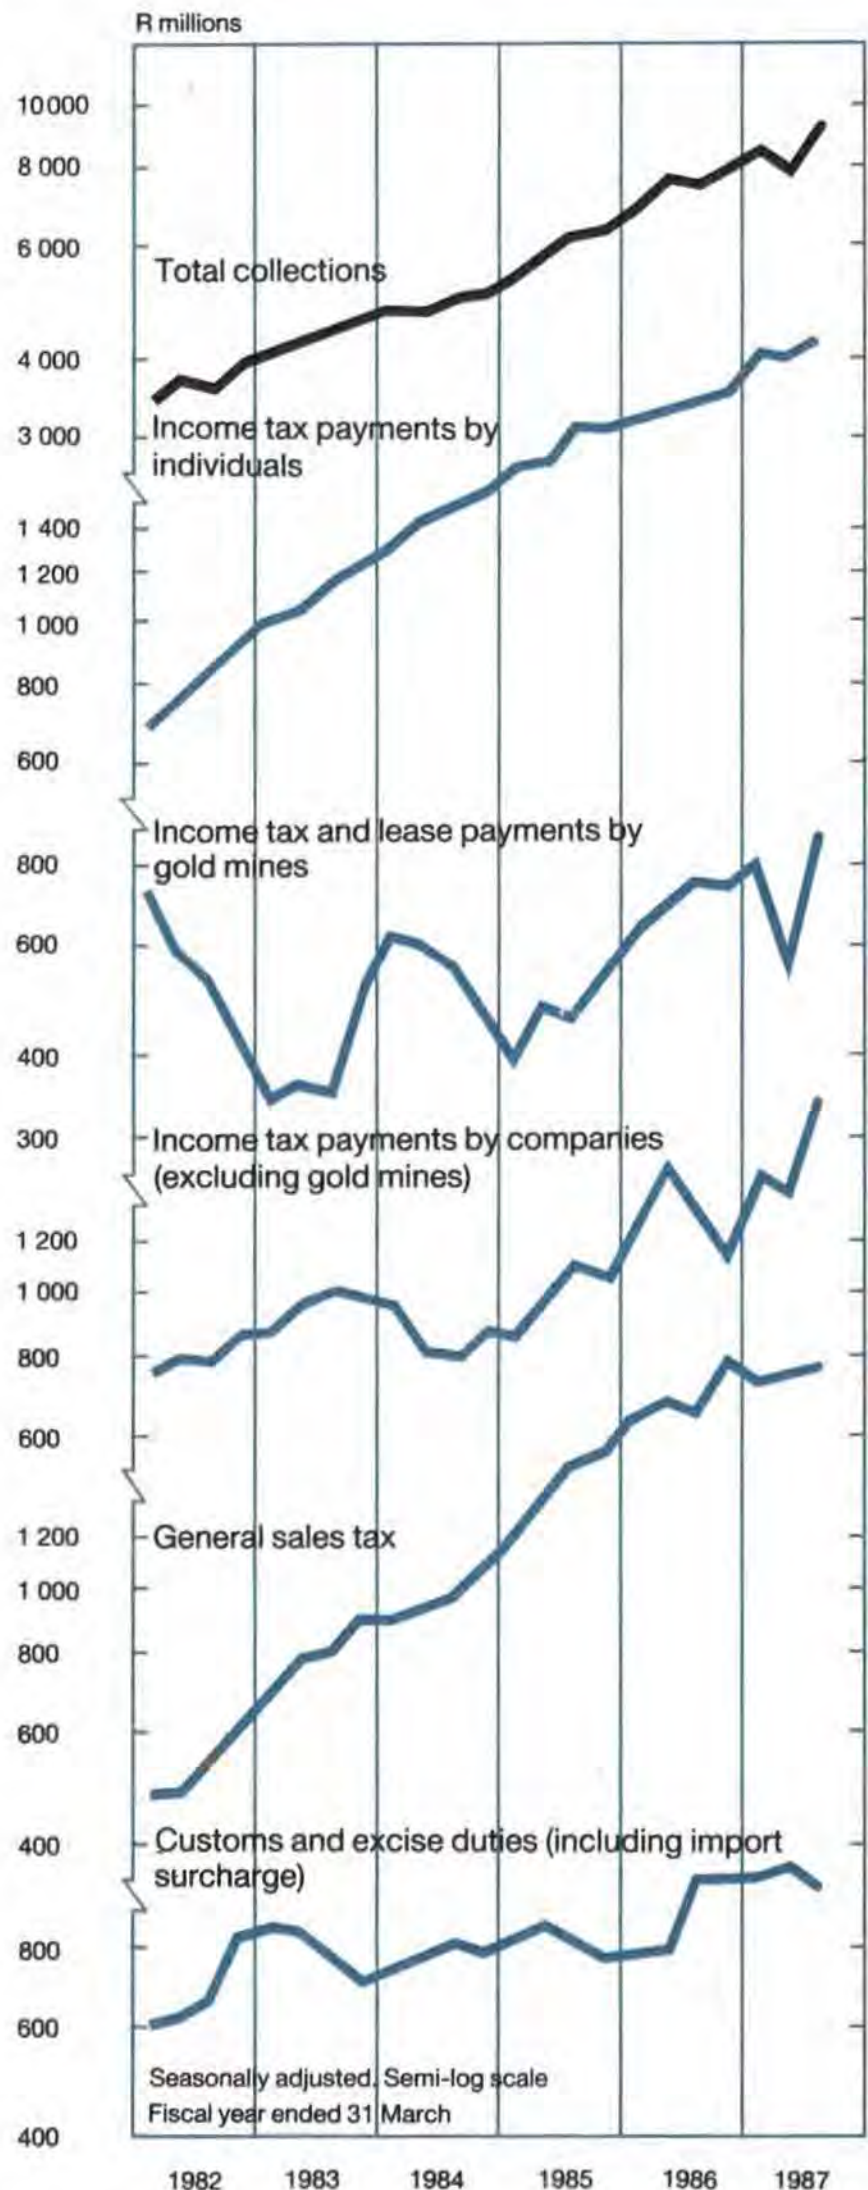 R millions
10 000
8 000
6 000
Total collections
4 000
Income tax payments by
3 000
individuals
1 400
1 200
1 000
800
600
Income tax and lease payments by
800
gold mines
600
400
300
Income tax payments by companies
(excluding gold mines)
1 200
1 000
800
600
1 200
General sales tax
1 000
800
600
400
Customs and excise duties (including import
surcharge)
800
600
Seasonally adjusted. Semi-log scale
Fiscal year ended 31 March
400
1982 1983 1984 1985 1986 1987